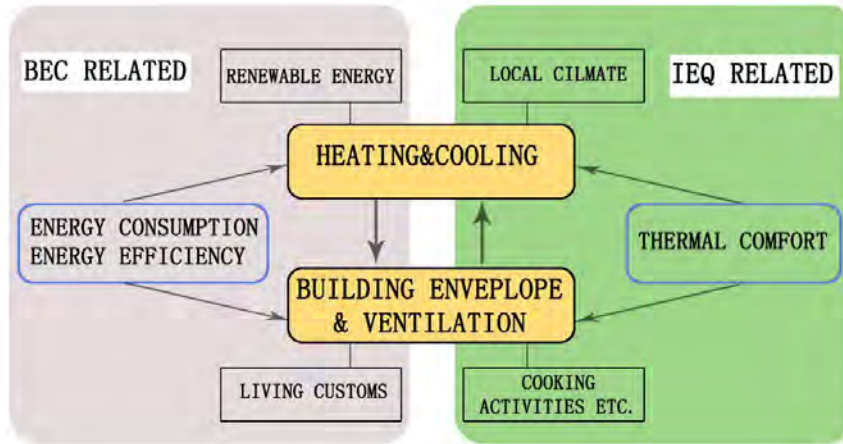 BEC RELATED
RENEWABLE ENERGY
LOCAL CILMATE
IEQ RELATED
HEATING&COOLING
ENERGY CONSUMPTION
ENERGY EFFICIENCY
THERMAL COMFORT
BUILDING ENVEPLOPE
& VENTILATION
LIVING CUSTOMS
COOKING
ACTIVITIES ETC.